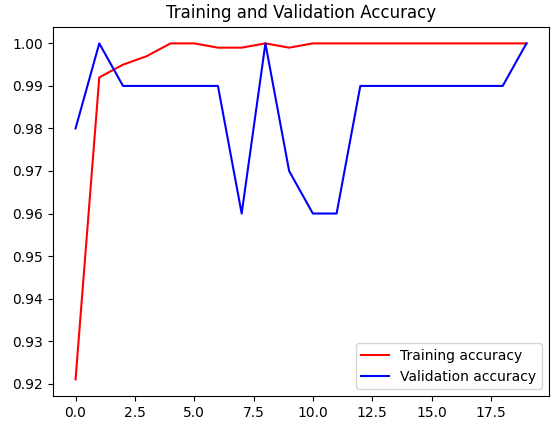 Training and Validation Accuracy
1.00
0.99
0.98
0.97
0.96
0.95
0.94
0.93
0.92
Training accuracy
Validation accuracy
0.0 2.5 5.0 7.5 10.0 12.5 15.0 17.5